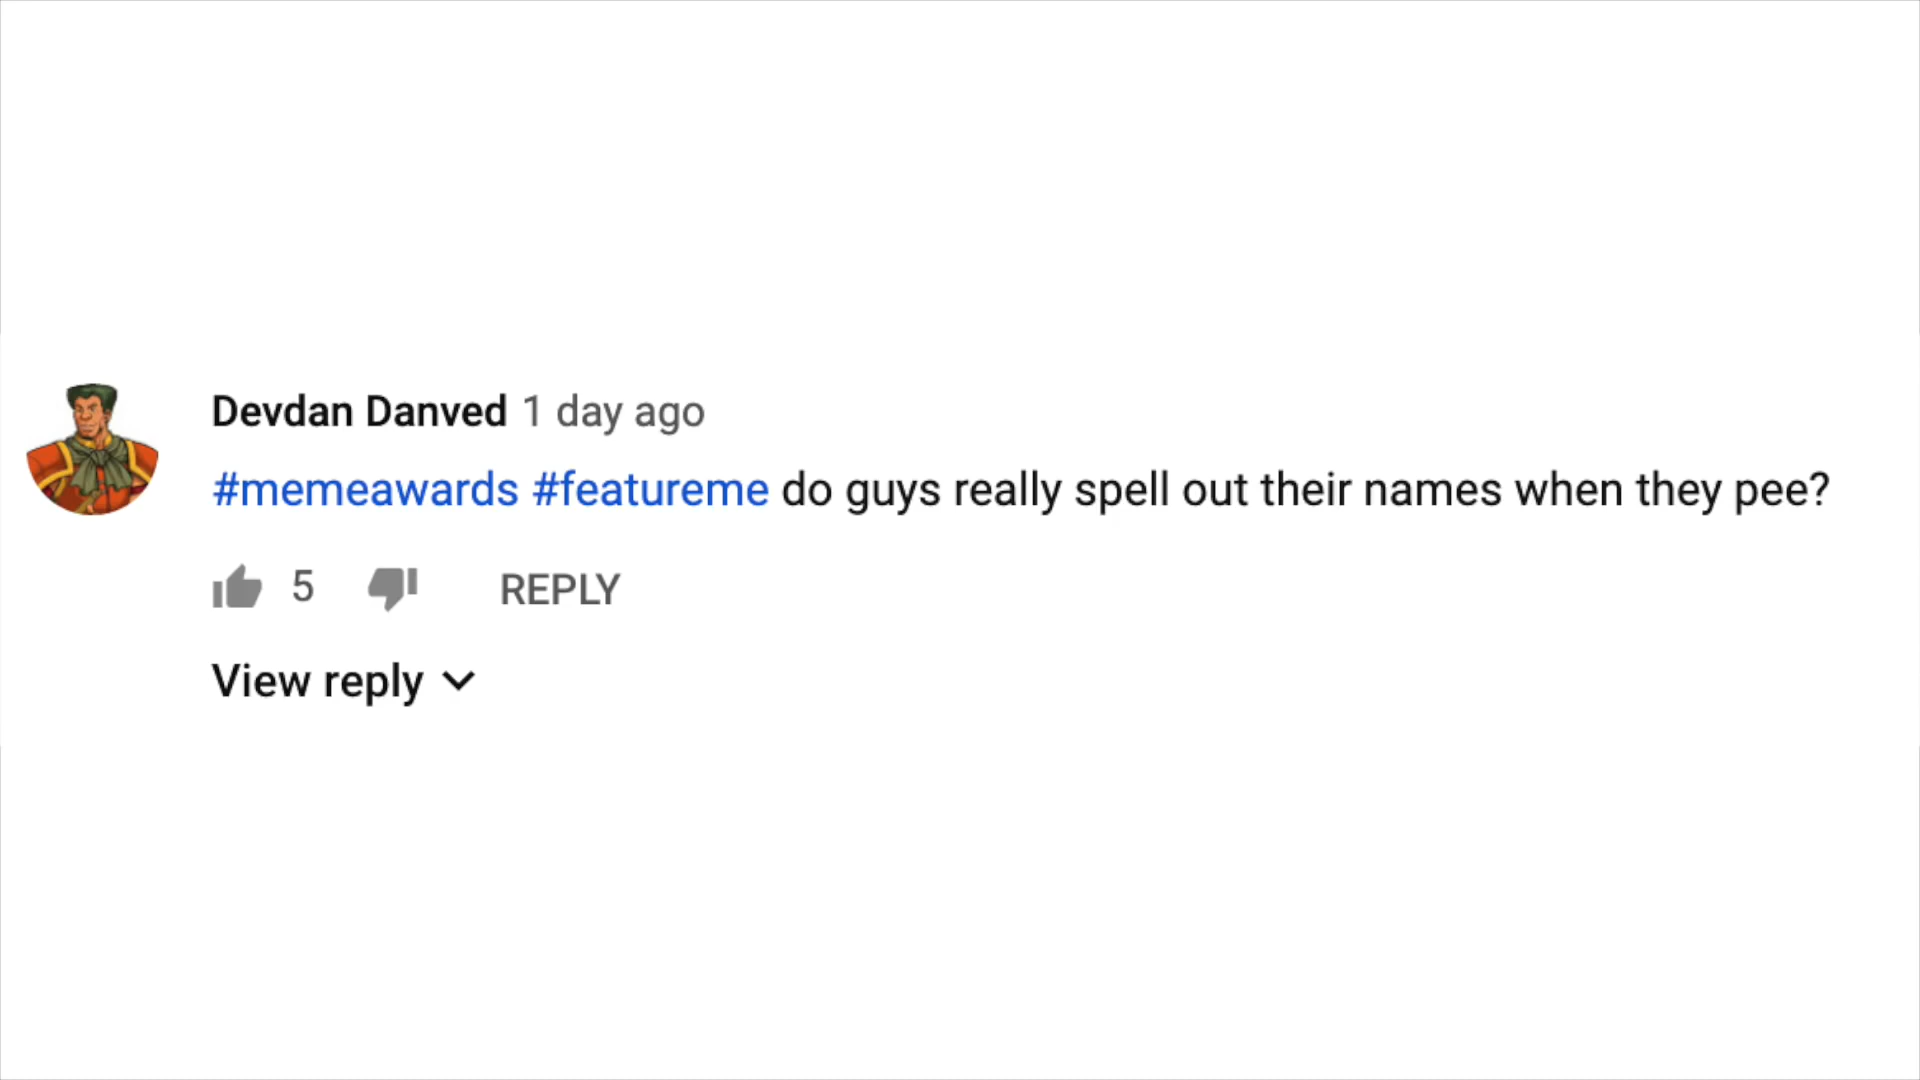 Devdan Danved 1 day ago
#memeawards #featureme do guys really spell out their names when they pee?
5 REPLY
View reply